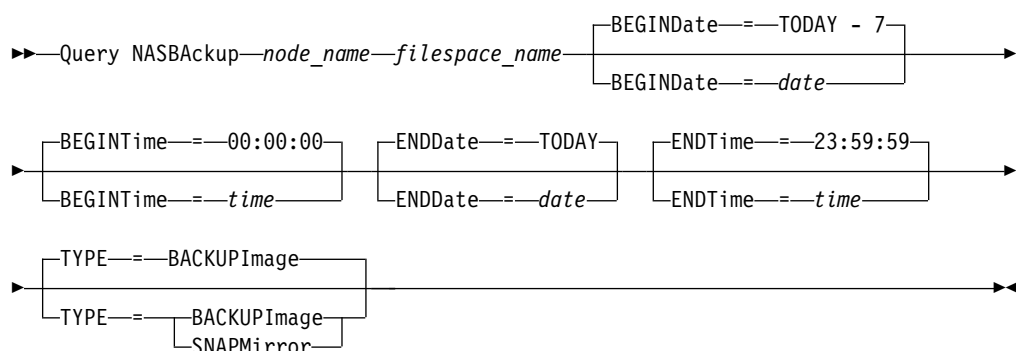 BEGINDate = TODAY - 7
Query NASBAckup node_name filespace_name
BEGINDate = date
BEGINTime = 00:00:00 ENDDate = TODAY ENDTime = 23:59:59
BEGINTime = time ENDDate = date ENDTime = time
TYPE = BACKUPImage
TYPE = BACKUPImage
SNAPMirror